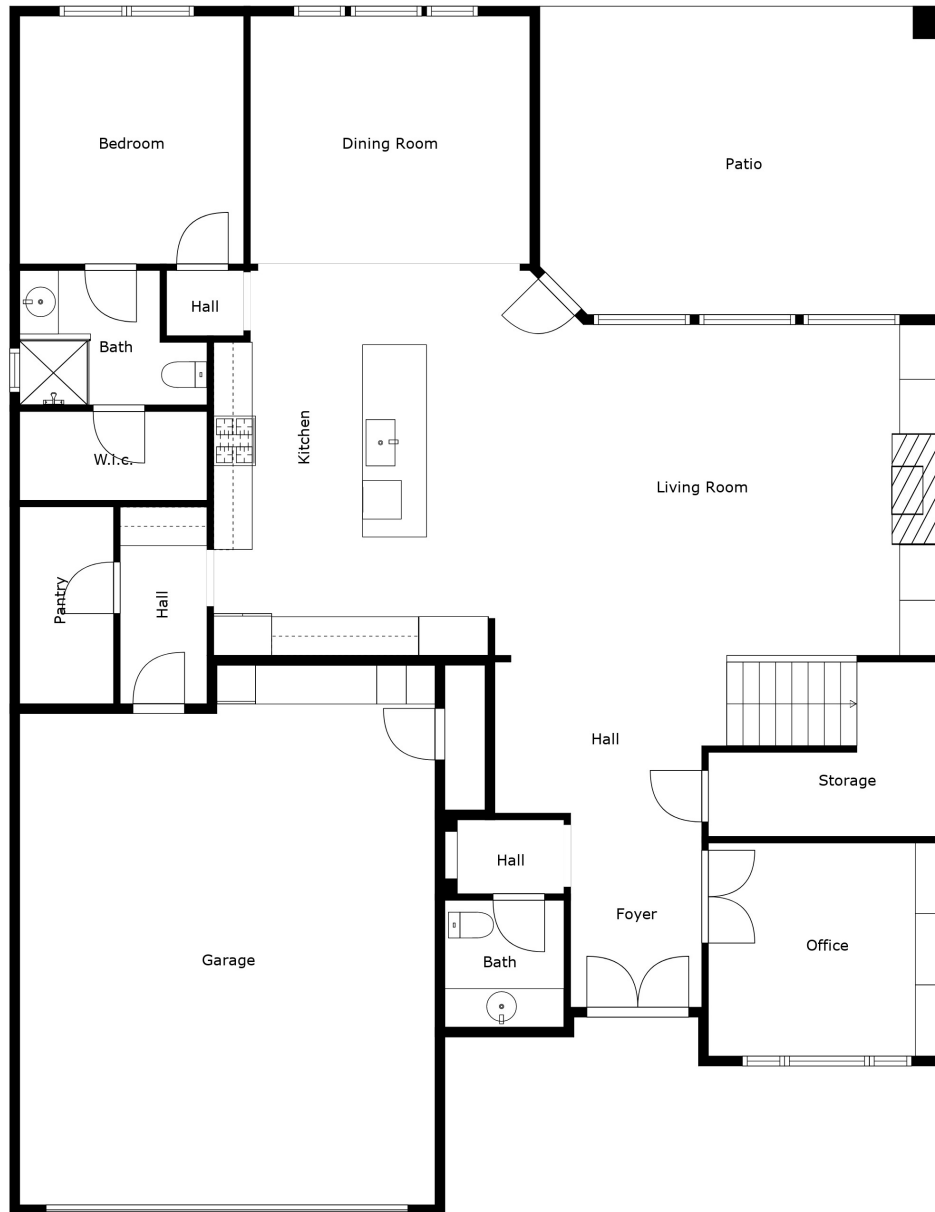 Bedroom
Dining Room
Patio
Hall
Bath
Kitchen
W.i.c.
Living Room
Pantry
Hall
Hall
Storage
Hall
Foyer
Office
Garage
Bath